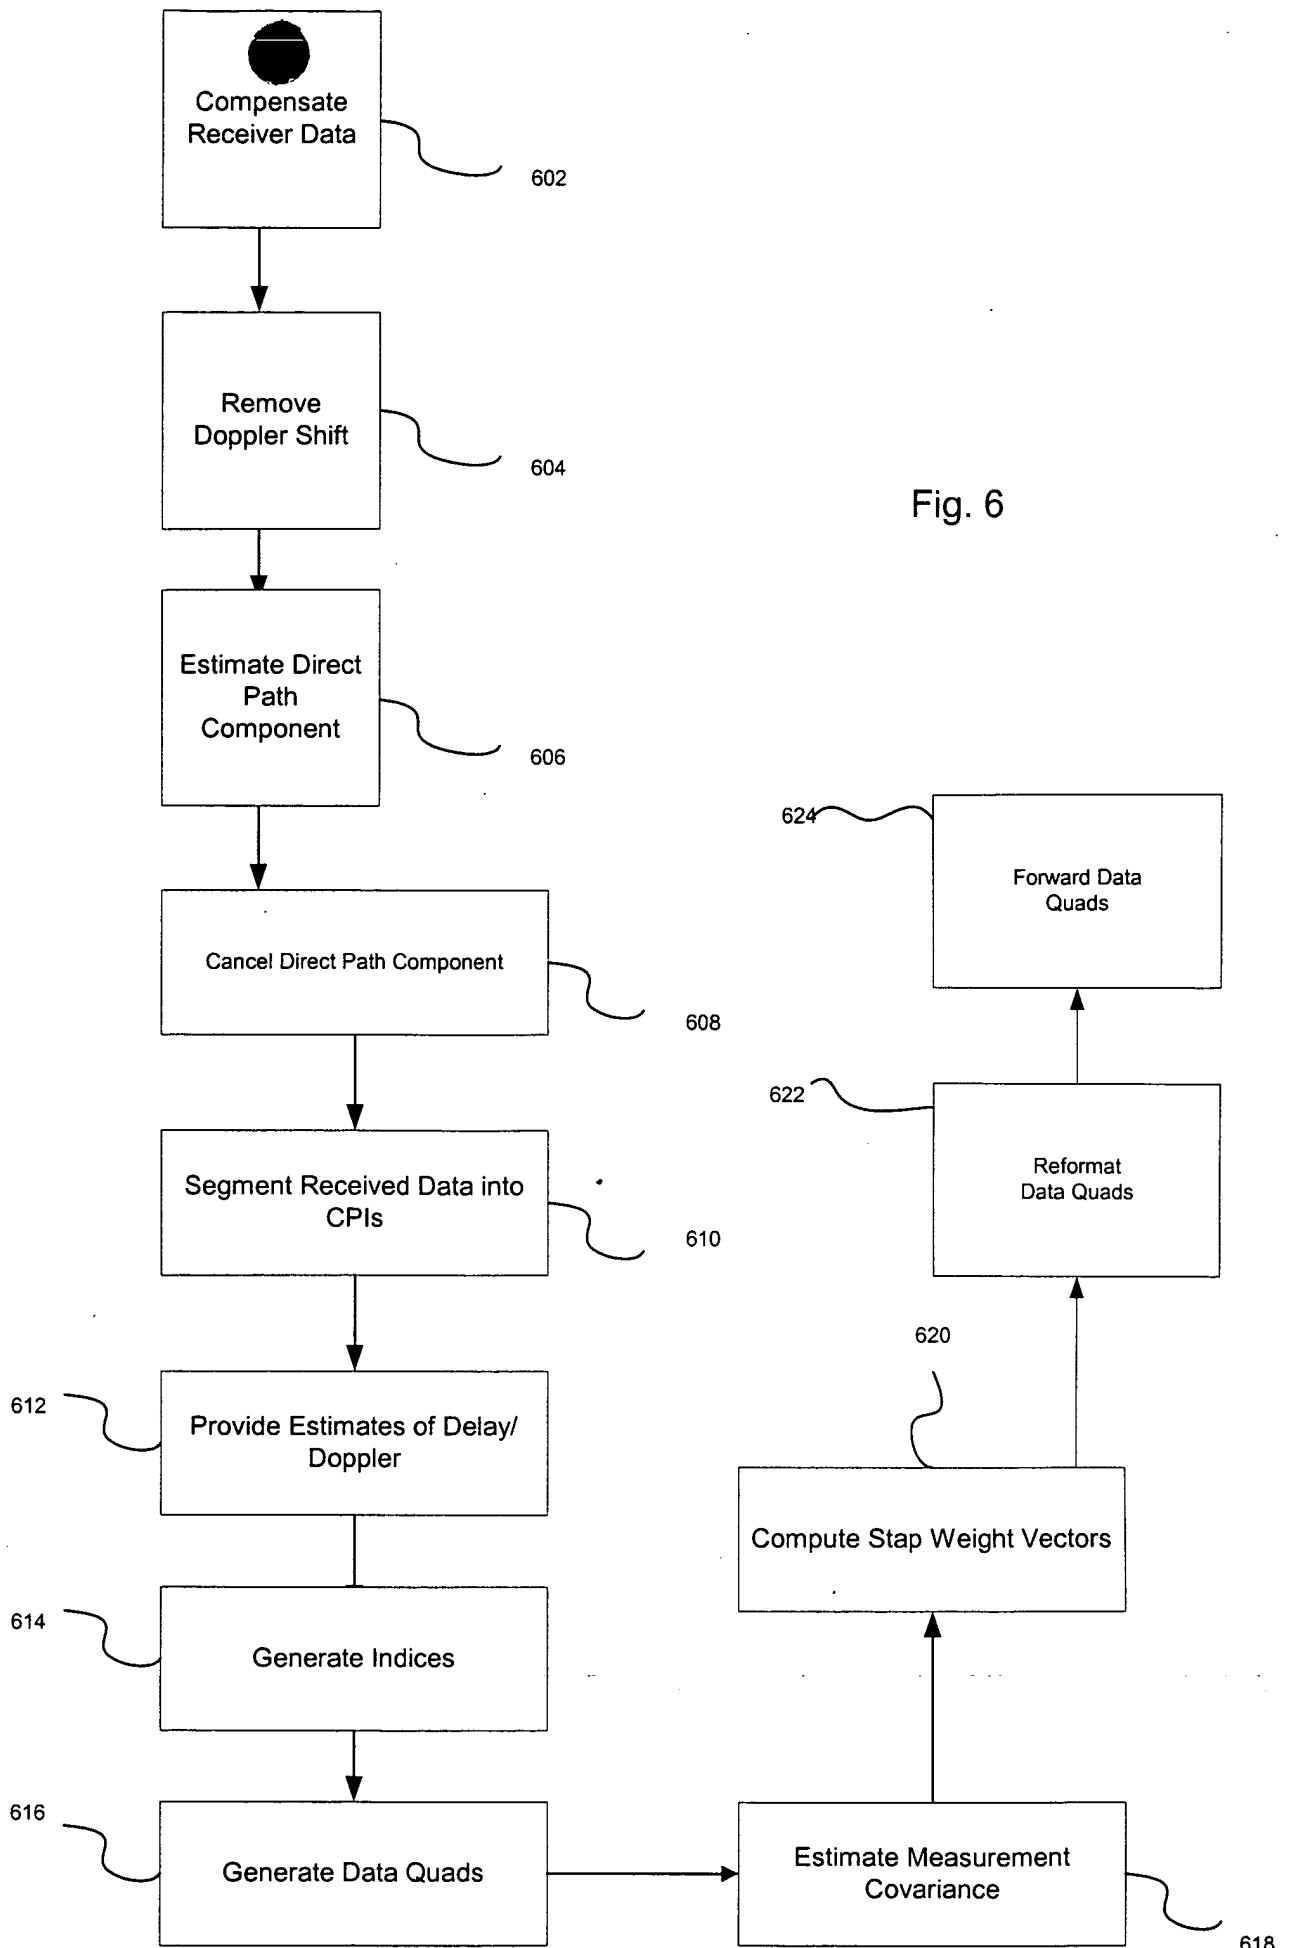 Compensate
Receiver Data
602
Remove
Doppler Shift
604
Fig. 6
Estimate Direct
Path
Component
606
624
Forward Data
Quads
Cancel Direct Path Component
608
622
Reformat
Data Quads
Segment Received Data into
CPIs
610
620
612
Provide Estimates of Delay/
Doppler
Compute Stap Weight Vectors
614
Generate Indices
616
Generate Data Quads
Estimate Measurement
Covariance
618